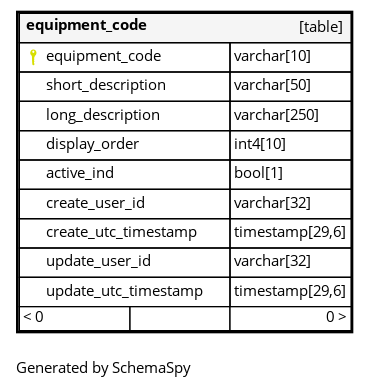 equipment_code [table]
equipment_code varchar[10]
short_description varchar[50]
long_description varchar[250]
display_order int4[10]
active_ind bool[1]
create_user_id varchar[32]
create_utc_timestamp timestamp[29,6]
update_user_id varchar[32]
update_utc_timestamp timestamp[29,6]
< 0 0 >
Generated by SchemaSpy